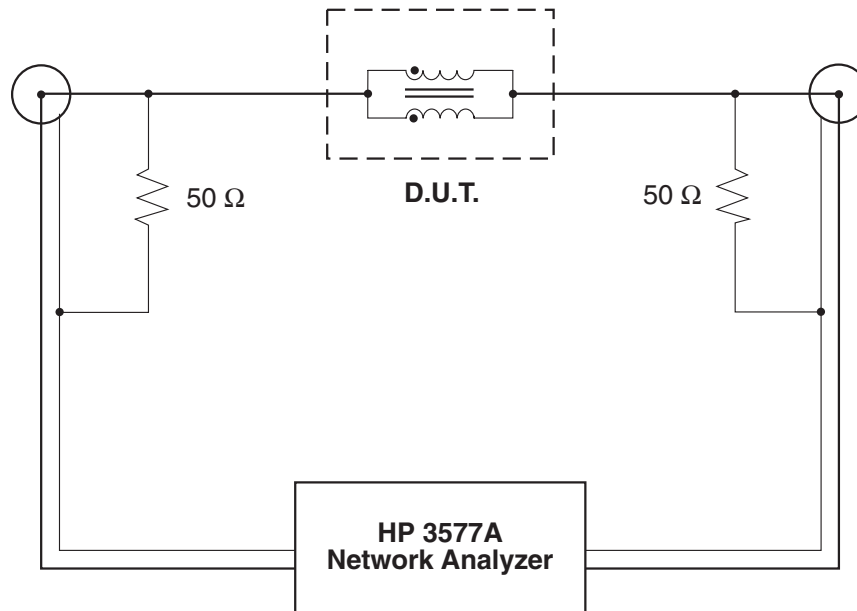 D.U.T.
50 Ω
50 Ω
HP 3577A
Network Analyzer